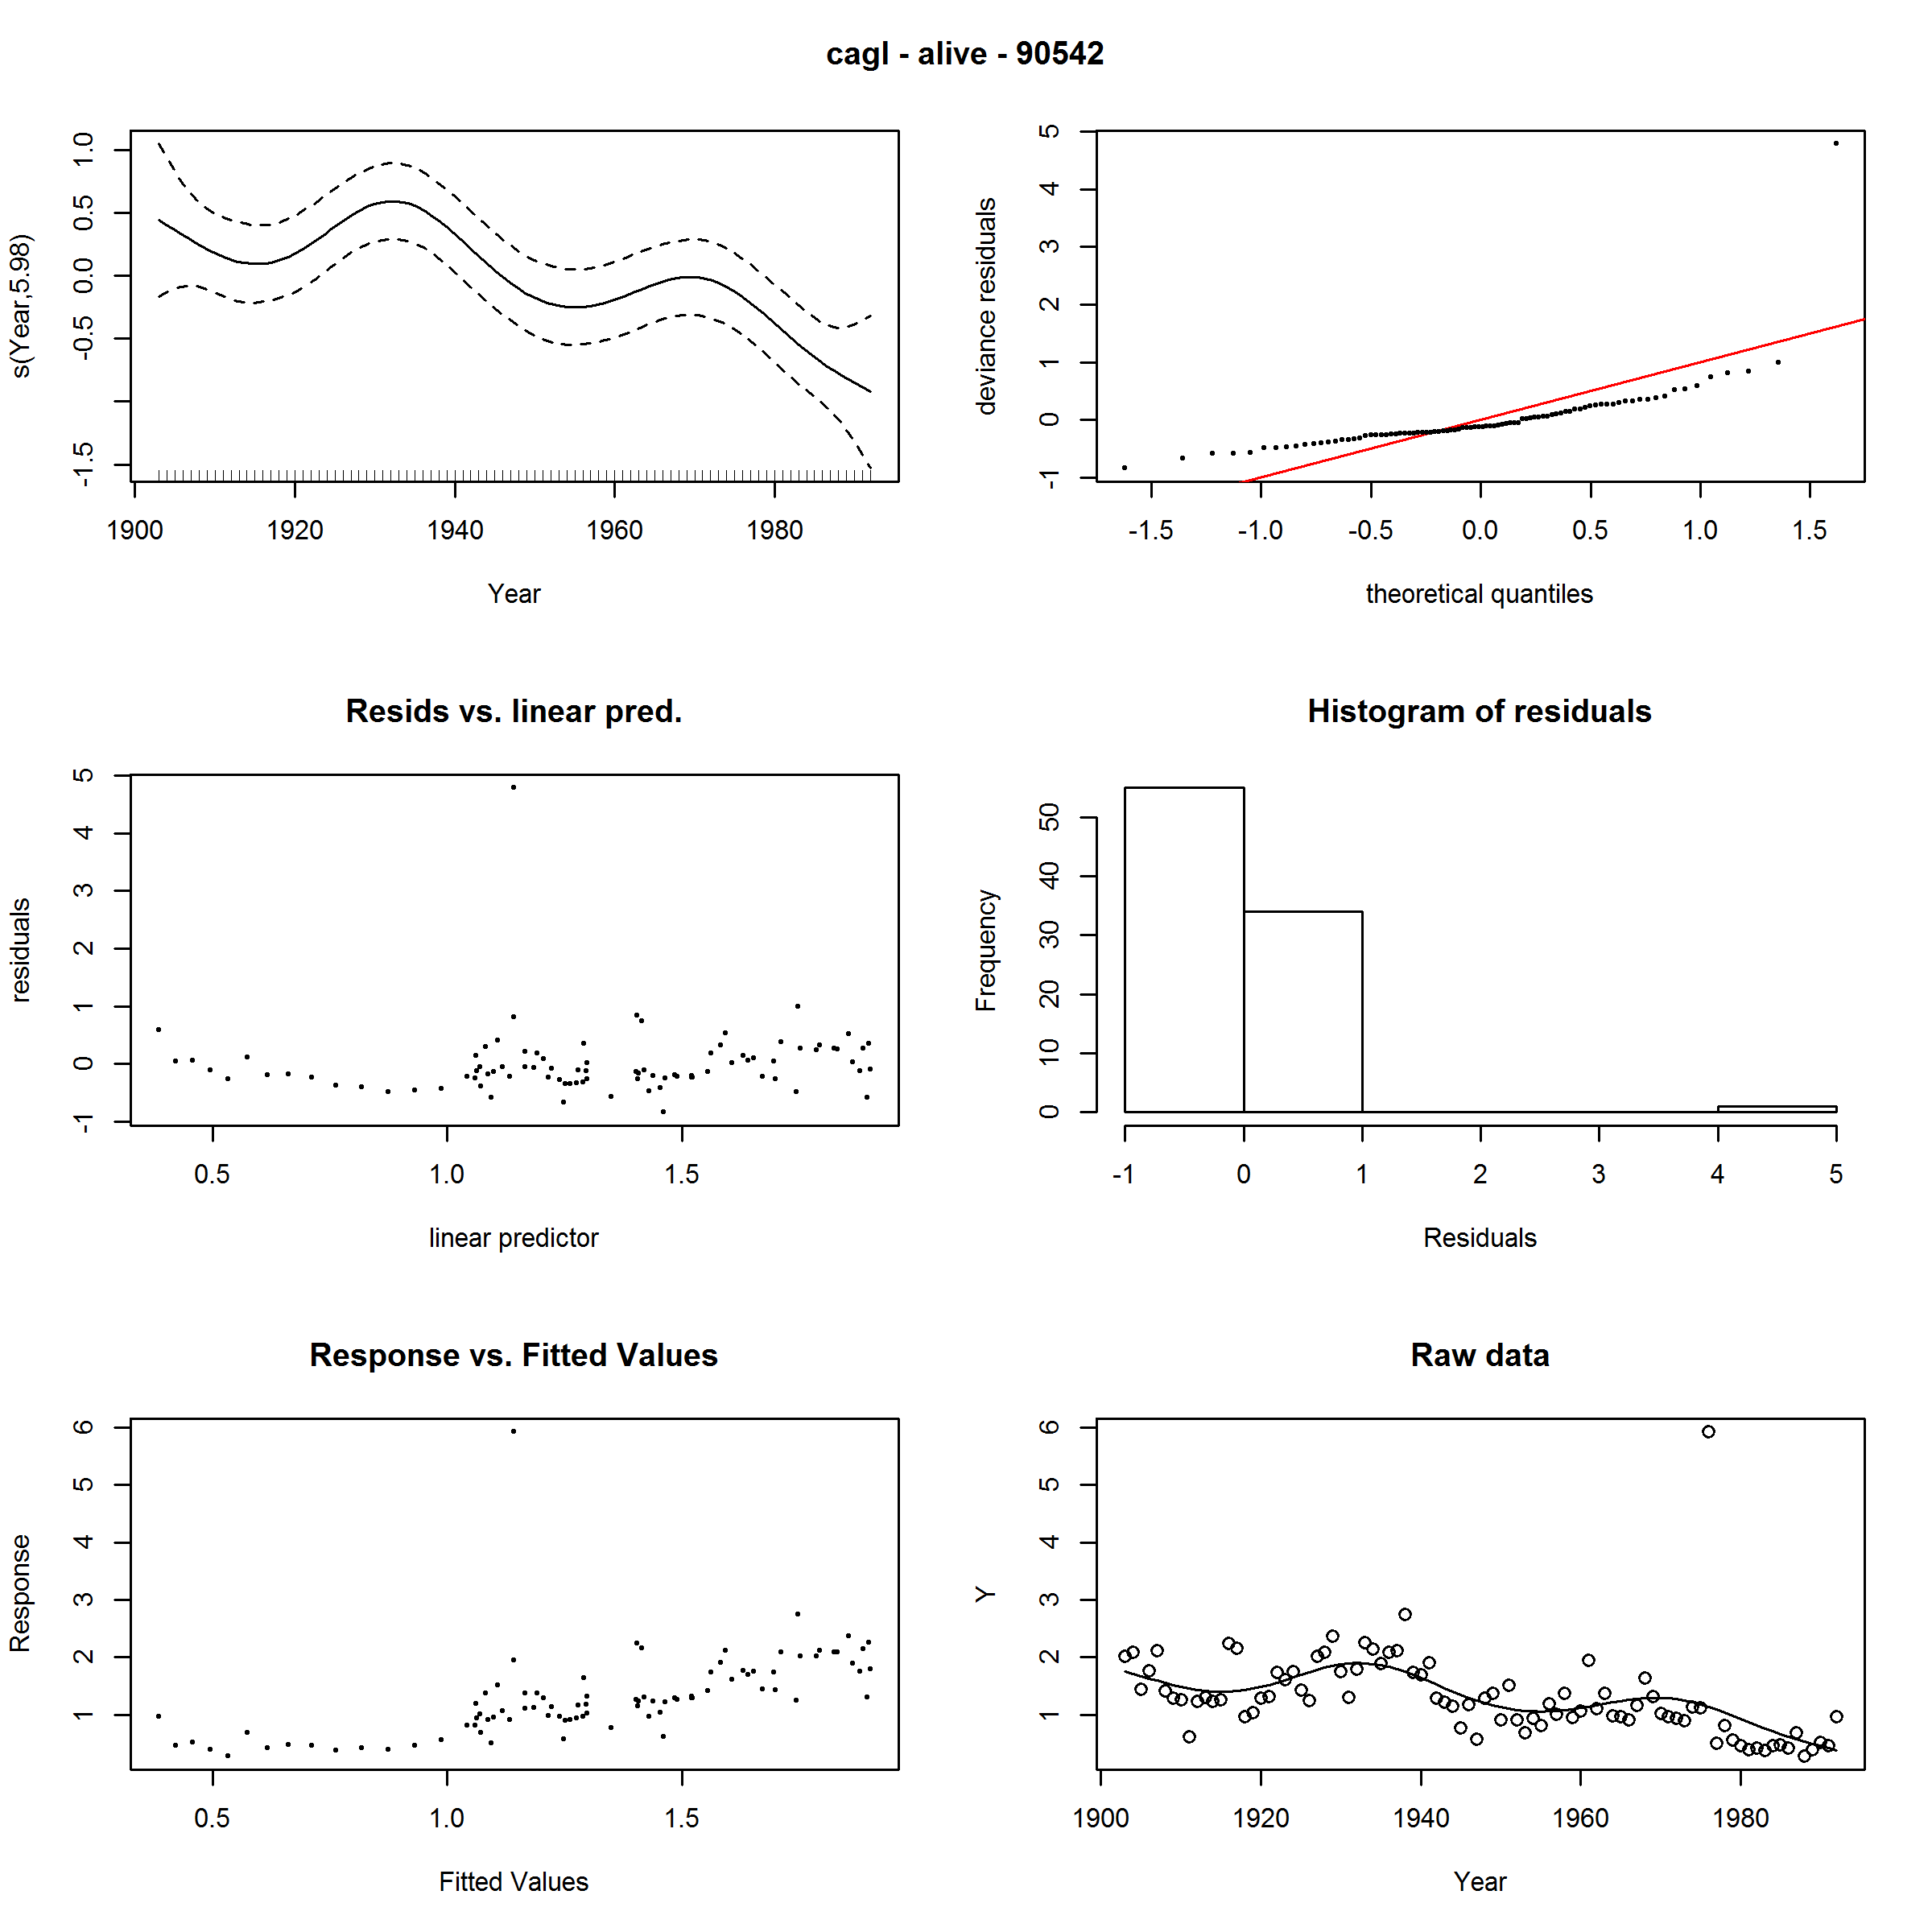 cagl - alive - 90542
s(Year,5.98)
-1.5 -0.5 0.0 0.5 1.0
1900 1920 1940 1960 1980
Year
deviance residuals
-1 0 1 2 3 4 5
-1.5 -1.0 -0.5 0.0 0.5 1.0 1.5
theoretical quantiles
Resids vs. linear pred.
residuals
-1 0 1 2 3 4 5
0.5 1.0 1.5
linear predictor
Histogram of residuals
Frequency
0 10 20 30 40 50
-1 0 1 2 3 4 5
Residuals
Response vs. Fitted Values
Response
1 2 3 4 5 6
0.5 1.0 1.5
Fitted Values
Raw data
Y
1 2 3 4 5 6
1900 1920 1940 1960 1980
Year